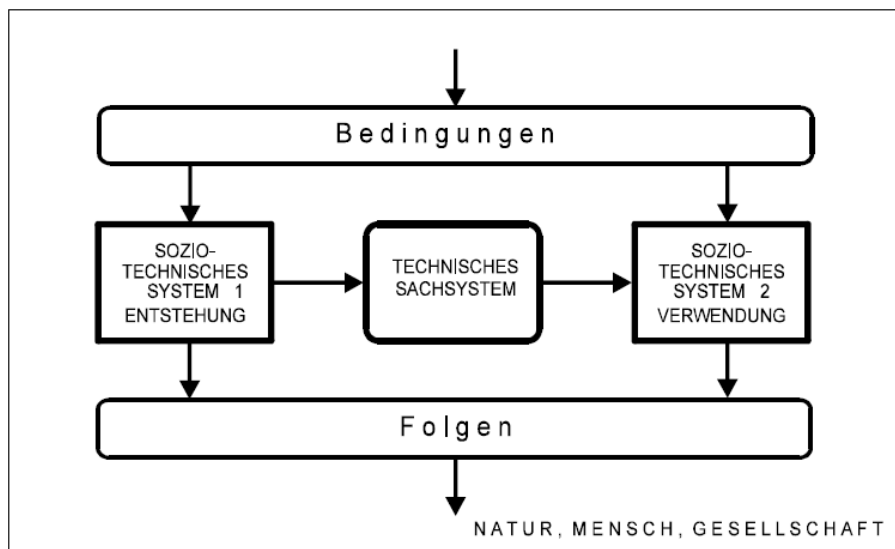 Bedingungen
SOZIO-
TECHNISCHES
SYSTEM 1
ENTSTEHUNG
TECHNISCHES
SACHSYSTEM
SOZIO-
TECHNISCHES
SYSTEM 2
VERWENDUNG
Folgen
NATUR, MENSCH, GESELLSCHAFT